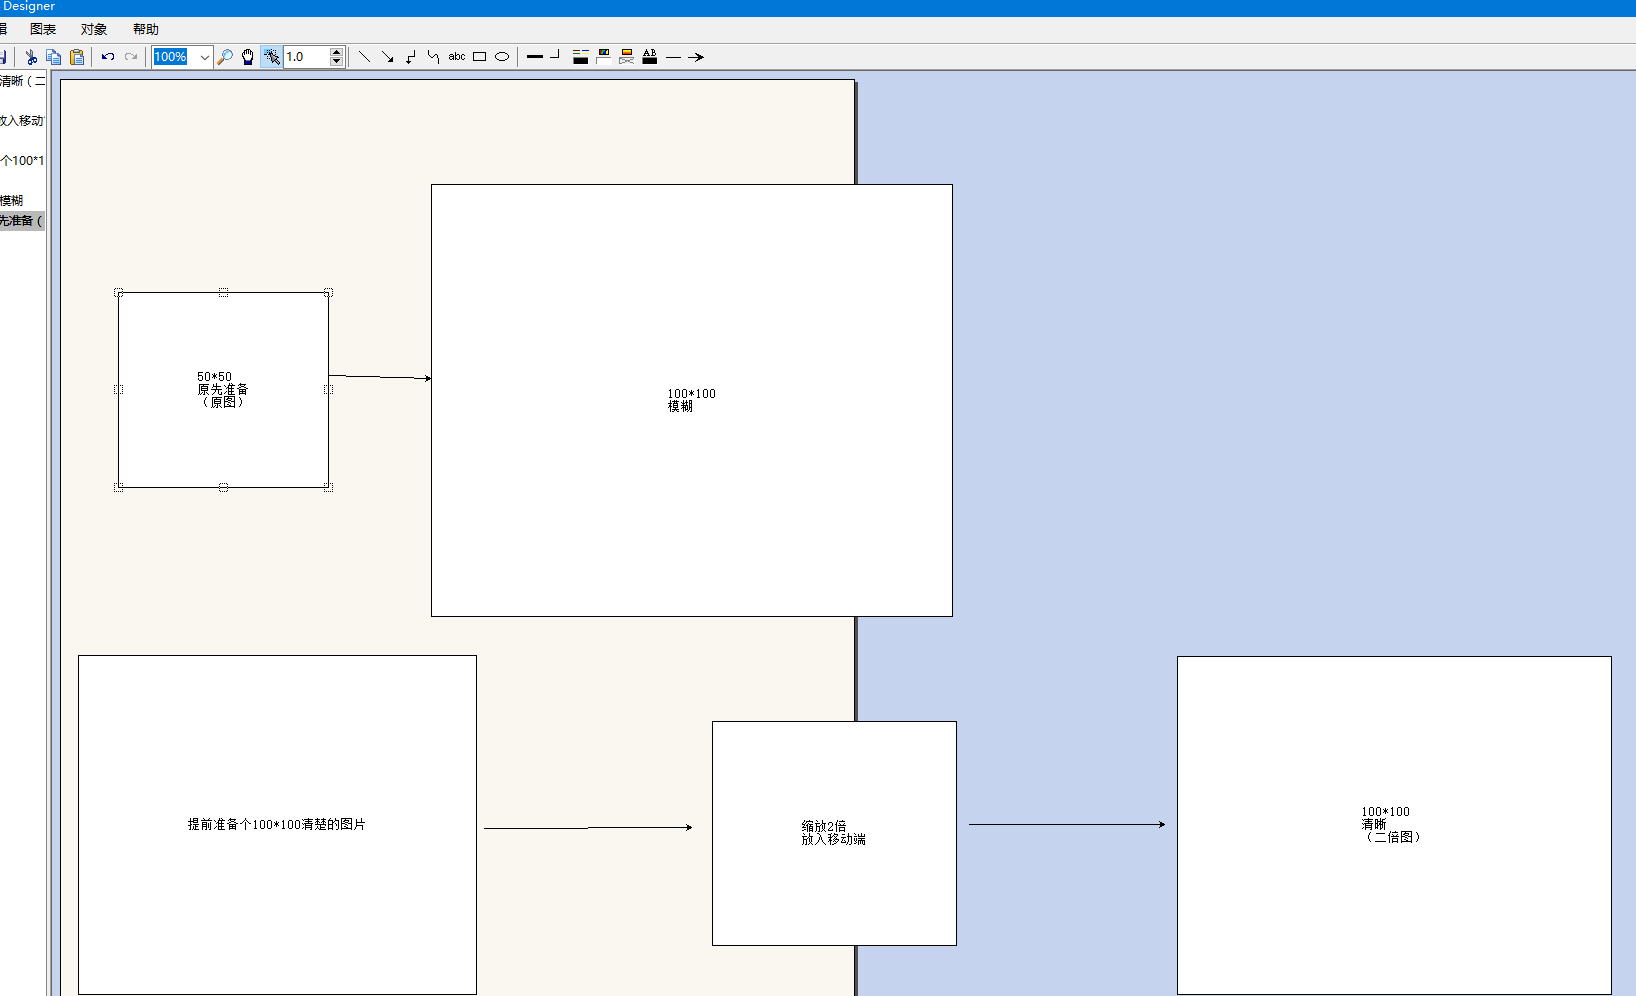 Designer
图表 对象 帮助
100% 1.0 abc AB
清晰（二
放入移动
个100*1
模糊
先准备（
50*50
原先准备
（原图）
100*100
模糊
提前准备个100*100清楚的图片
缩放2倍
放入移动端
100*100
清晰
（二倍图）